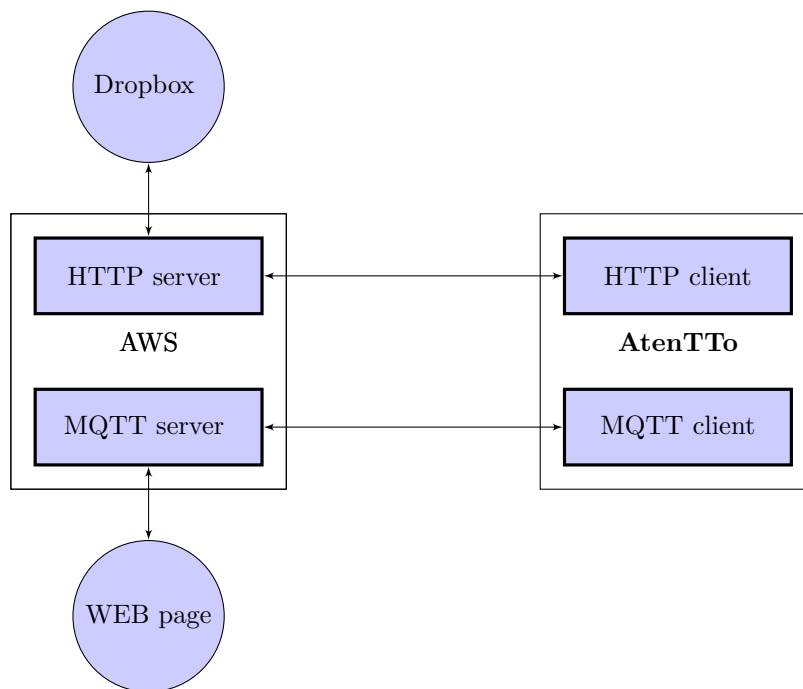 Dropbox
HTTP server
HTTP client
AWS
AtenTTo
MQTT server
MQTT client
WEB page